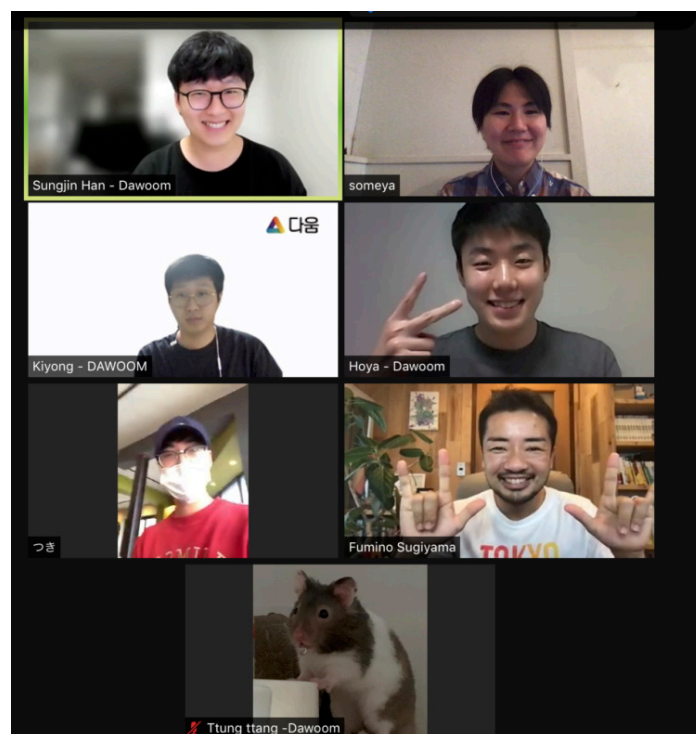 Sungjin Han - Dawoom
someya
다움
Kiyong - DAWOOM
Hoya - Dawoom
つき
Fumino Sugiyama
TOKYO
Ttung ttang -Dawoom